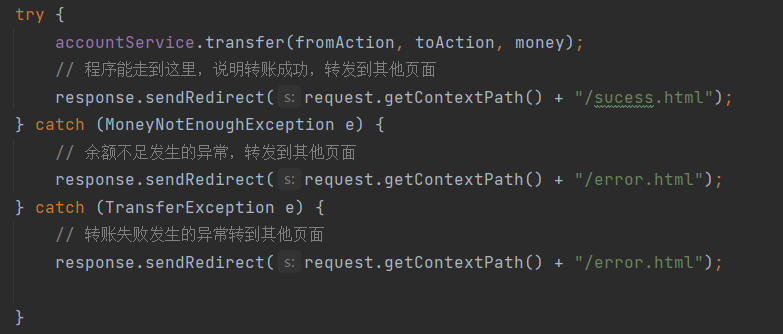 try {
accountService.transfer(fromAction, toAction, money);
// 程序能走到这里，说明转账成功，转发到其他页面
response.sendRedirect( s: request.getContextPath() + "/sucess.html");
} catch (MoneyNotEnoughException e) {
// 余额不足发生的异常，转发到其他页面
response.sendRedirect( s: request.getContextPath() + "/error.html");
} catch (TransferException e) {
// 转账失败发生的异常转到其他页面
response.sendRedirect( s: request.getContextPath() + "/error.html");
}